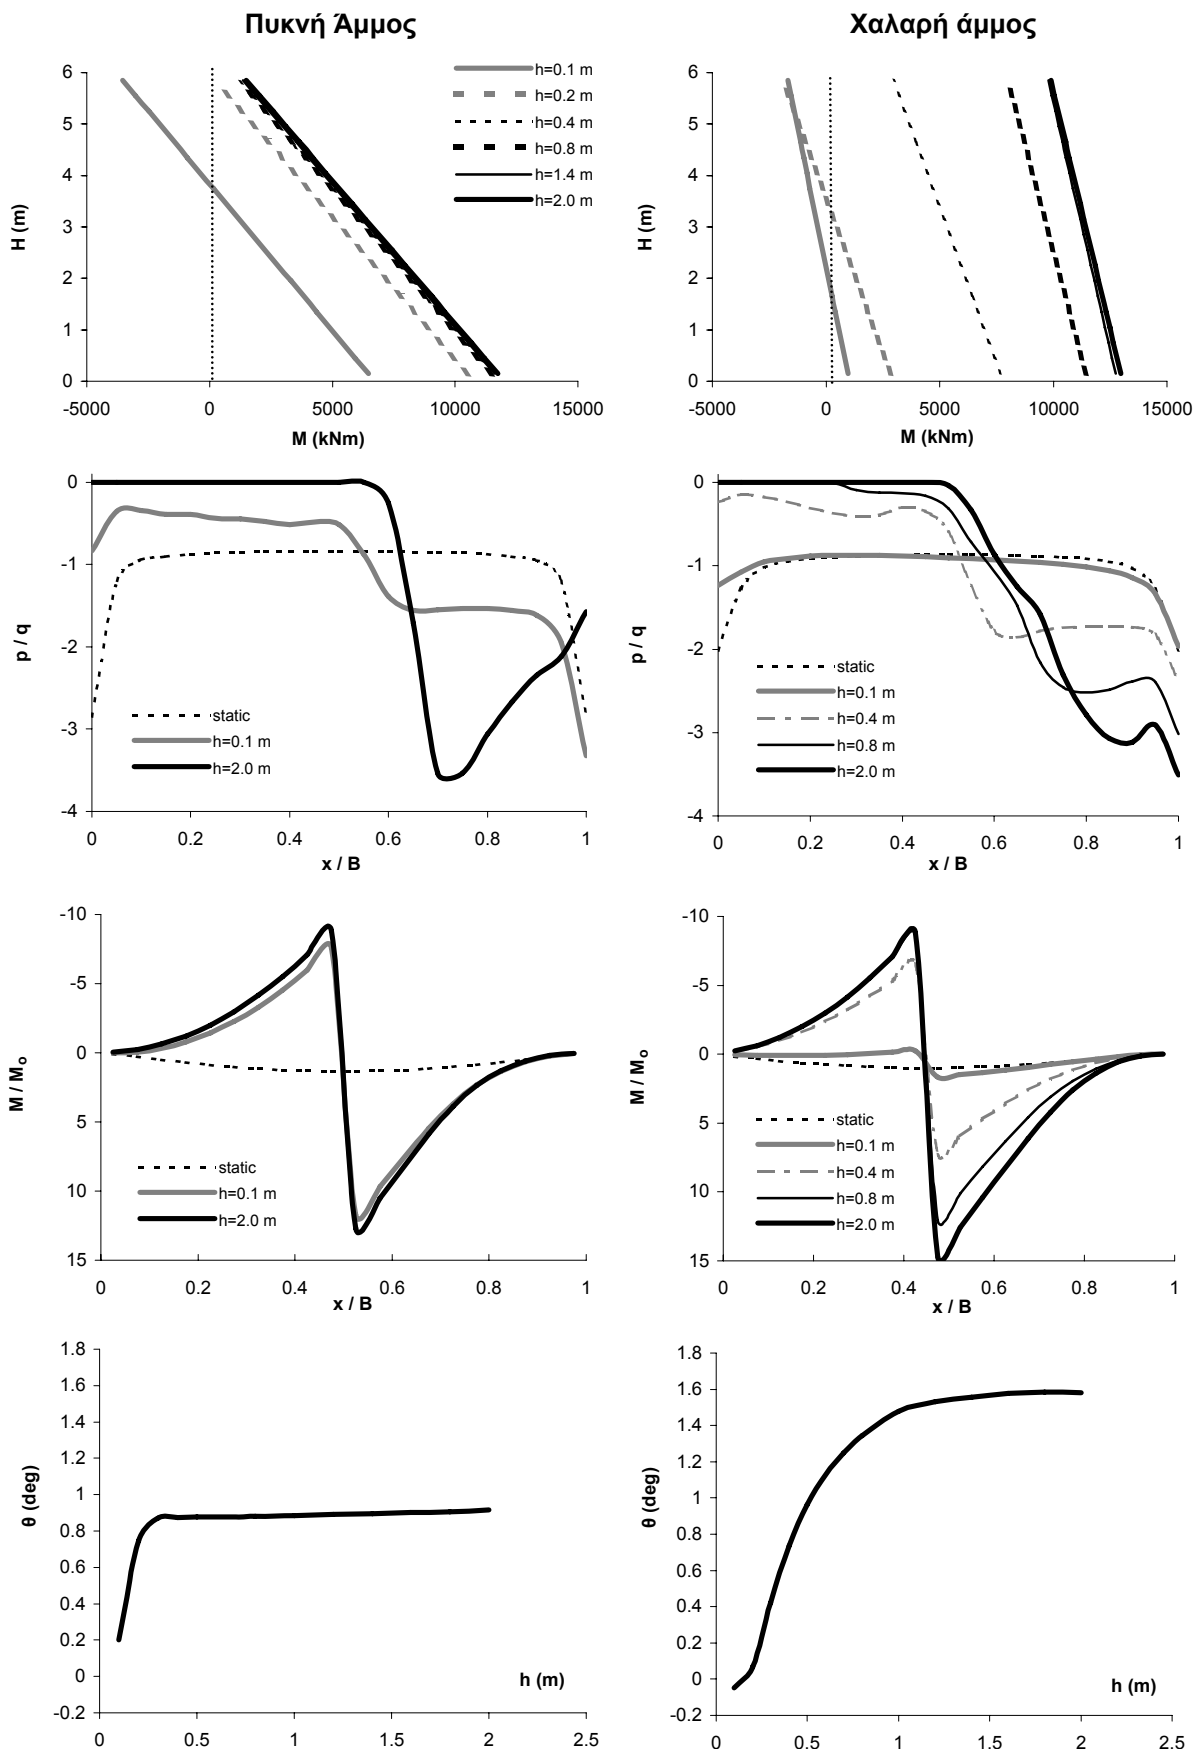 Πυκνή Άμμος
Χαλαρή άμμος
6
5
4
3
2
1
0
H (m)
-5000
0
5000
10000
15000
M (kNm)
h=0.1 m
h=0.2 m
h=0.4 m
h=0.8 m
h=1.4 m
h=2.0 m
6
5
4
3
2
1
0
H (m)
-5000
0
5000
10000
15000
M (kNm)
0
-1
-2
-3
-4
p / q
static
h=0.1 m
h=2.0 m
0
0.2
0.4
0.6
0.8
1
x / B
0
-1
-2
-3
-4
p / q
static
h=0.1 m
h=0.4 m
h=0.8 m
h=2.0 m
0
0.2
0.4
0.6
0.8
1
x / B
-10
-5
0
5
10
15
M / Mo
static
h=0.1 m
h=2.0 m
0
0.2
0.4
0.6
0.8
1
x / B
-10
-5
0
5
10
15
M / Mo
static
h=0.1 m
h=0.4 m
h=0.8 m
h=2.0 m
0
0.2
0.4
0.6
0.8
1
x / B
1.8
1.6
1.4
1.2
1
0.8
0.6
0.4
0.2
0
-0.2
θ (deg)
h (m)
0
0.5
1
1.5
2
2.5
1.8
1.6
1.4
1.2
1
0.8
0.6
0.4
0.2
0
-0.2
θ (deg)
h (m)
0
0.5
1
1.5
2
2.5